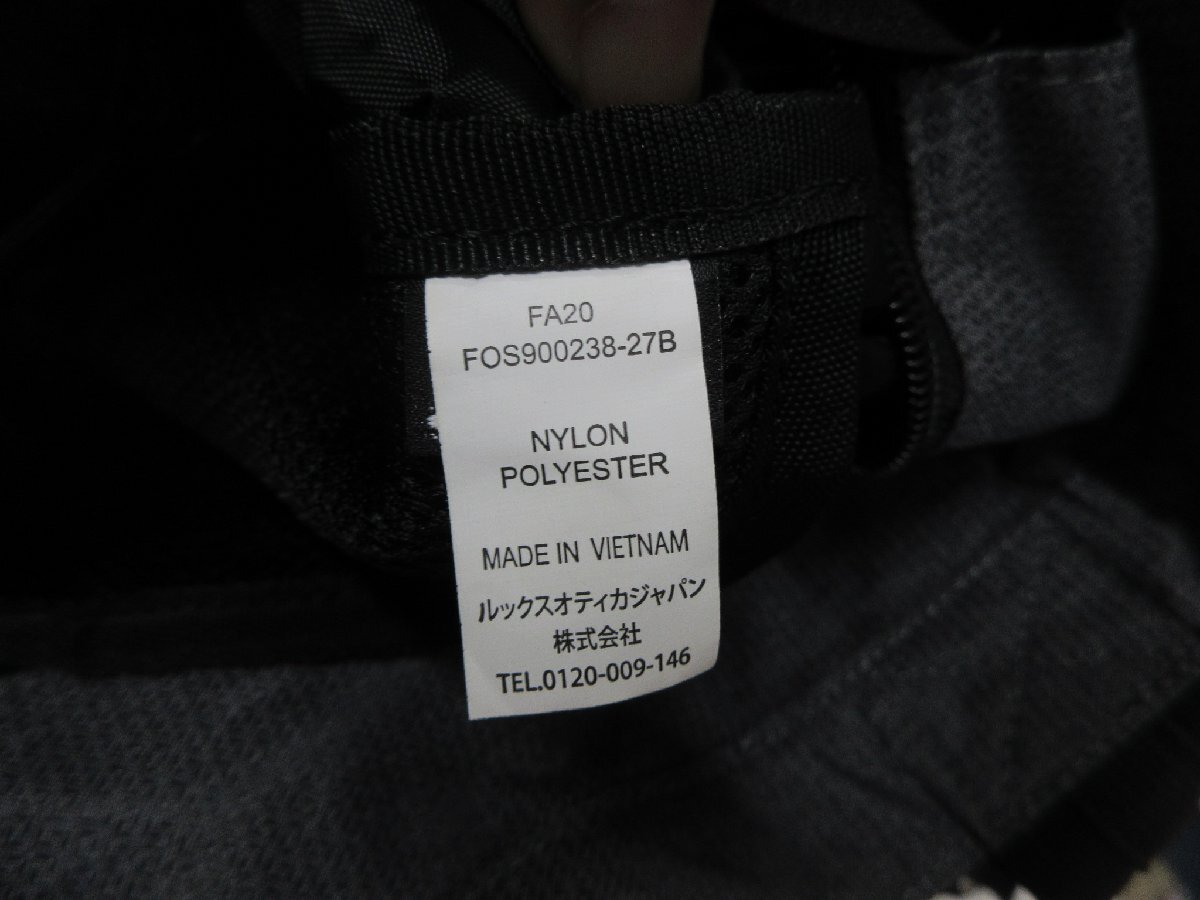 FA20
FOS900238-27B
NYLON
POLYESTER
MADE IN VIETNAM
ルックスオティカジャパン
株式会社
TEL.0120-009-146